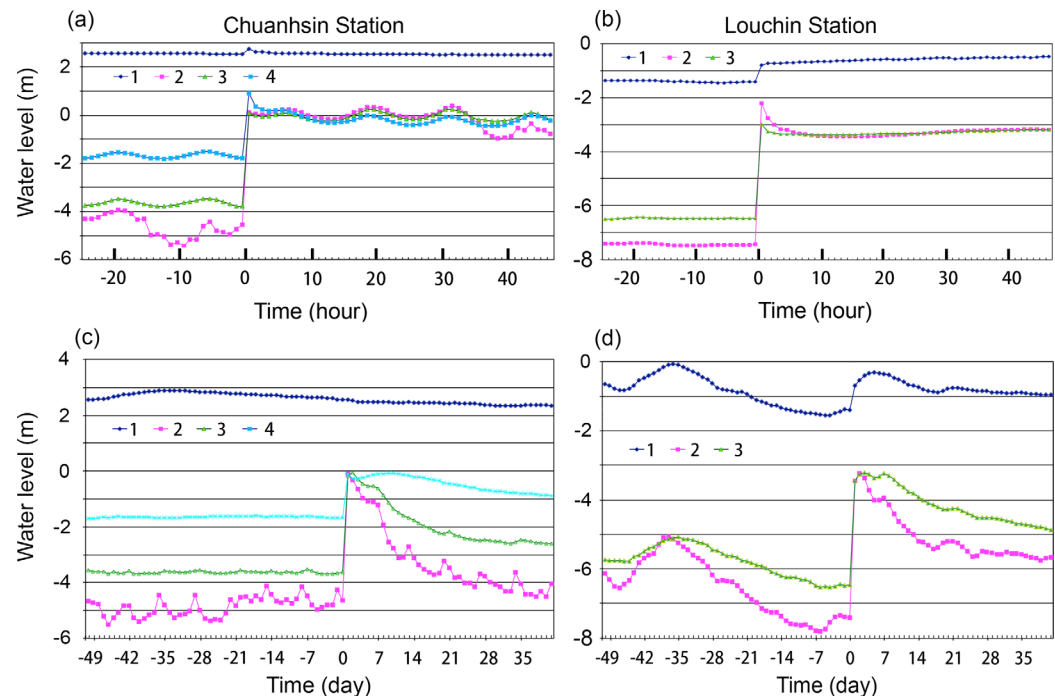 (a) Chuanhsin Station
(b) Louchin Station
Water level (m)
2
0
-2
-4
-6
1 2 3 4
-20 -10 0 10 20 30 40
Time (hour)
0
-2
-4
-6
-8
1 2 3
-20 -10 0 10 20 30 40
Time (hour)
(c)
Water level (m)
4
2
0
-2
-4
-6
1 2 3 4
-49 -42 -35 -28 -21 -14 -7 0 7 14 21 28 35
Time (day)
(d)
0
-2
-4
-6
-8
1 2 3
-49 -42 -35 -28 -21 -14 -7 0 7 14 21 28 35
Time (day)